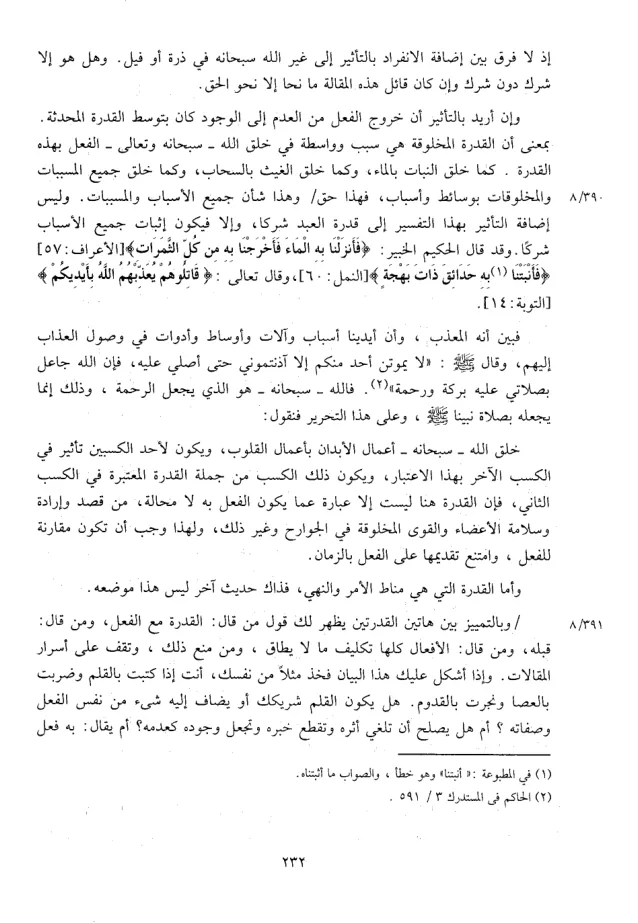 إذ لا فرق بين إضافة الانفراد بالتأثير إلى غير الله سبحانه في ذرة أو فيل. وهل هو إلا
شرك دون شرك وإن كان قائل هذه المقالة ما نحا إلا نحو الحق.
وإن أريد بالتأثير أن خروج الفعل من العدم إلى الوجود كان بتوسط القدرة المحدثة.
بمعنى أن القدرة المخلوقة هي سبب وواسطة في خلق الله ـ سبحانه وتعالى ـ الفعل بهذه
القدرة . كما خلق النبات بالماء، وكما خلق الغيث بالسحاب، وكما خلق جميع المسببات
٨/٣٩٠ والمخلوقات بوسائط وأسباب، فهذا حق/ وهذا شأن جميع الأسباب والمسببات. وليس
إضافة التأثير بهذا التفسير إلى قدرة العبد شركا، وإلا فيكون إثبات جميع الأسباب
شركًا. وقد قال الحكيم الخبير: ﴿فَأَنزَلْنَا بِهِ الْمَاءَ فَأَخْرَجْنَا بِهِ مِن كُلِّ الثَّمَرَات﴾[الأعراف:٥٧]
﴿فَأَنْبَتْنَا (١)بِه حَدَائِقَ ذَاتَ بَهْجَة ﴾[النمل:٦٠]،وقال تعالى :﴿ قَاتِلُوهُمْ يُعَذِّبْهُمُ اللَّهُ بِأَيْدِيكُمْ ﴾
[التوبة:١٤].
فبين أنه المعذب ، وأن أيدينا أسباب وآلات وأوساط وأدوات في وصول العذاب
إليهم، وقال ﷺ : «لا يموتن أحد منكم إلا آذنتموني حتى أصلي عليه، فإن الله جاعل
بصلاتي عليه بركة ورحمة»(٢). فالله ـ سبحانه ـ هو الذي يجعل الرحمة ، وذلك إنما
يجعله بصلاة نبينا ﷺ ، وعلى هذا التحرير فنقول:
خلق الله ـ سبحانه ـ أعمال الأبدان بأعمال القلوب، ويكون لأحد الكسبين تأثير في
الكسب الآخر بهذا الاعتبار، ويكون ذلك الكسب من جملة القدرة المعتبرة في الكسب
الثاني، فإن القدرة هنا ليست إلا عبارة عما يكون الفعل به لا محالة، من قصد وإرادة
وسلامة الأعضاء والقوى المخلوقة في الجوارح وغير ذلك، ولهذا وجب أن تكون مقارنة
للفعل ، وامتنع تقديمها على الفعل بالزمان.
وأما القدرة التي هي مناط الأمر والنهي، فذاك حديث آخر ليس هذا موضعه.
٨/٣٩١ / وبالتمييز بين هاتين القدرتين يظهر لك قول من قال: القدرة مع الفعل، ومن قال:
قبله، ومن قال: الأفعال كلها تكليف ما لا يطاق ، ومن منع ذلك ، وتقف على أسرار
المقالات. وإذا أشكل عليك هذا البيان فخذ مثلاً من نفسك، أنت إذا كتبت بالقلم وضربت
بالعصا ونجرت بالقدوم. هل يكون القلم شريكك أو يضاف إليه شيء من نفس الفعل
وصفاته ؟ أم هل يصلح أن تلغي أثره وتقطع خبره وتجعل وجوده كعدمه؟ أم يقال: به فعل
(١) في المطبوعة :« أنبتنا» وهو خطأ ، والصواب ما أثبتناه.
(٢) الحاكم في المستدرك ٣ / ٥٩١ .
٢٣٢